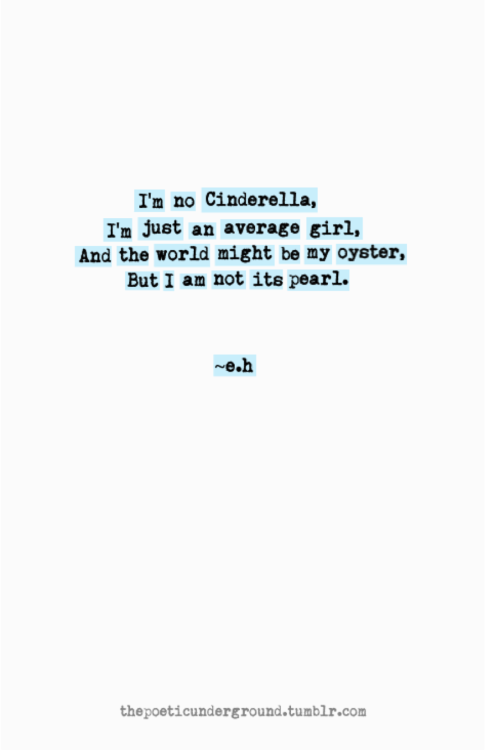 I'm no Cinderella,
I'm just an average girl,
And the world might be my oyster,
But I am not its pearl.
~e.h
thepoeticunderground.tumblr.com